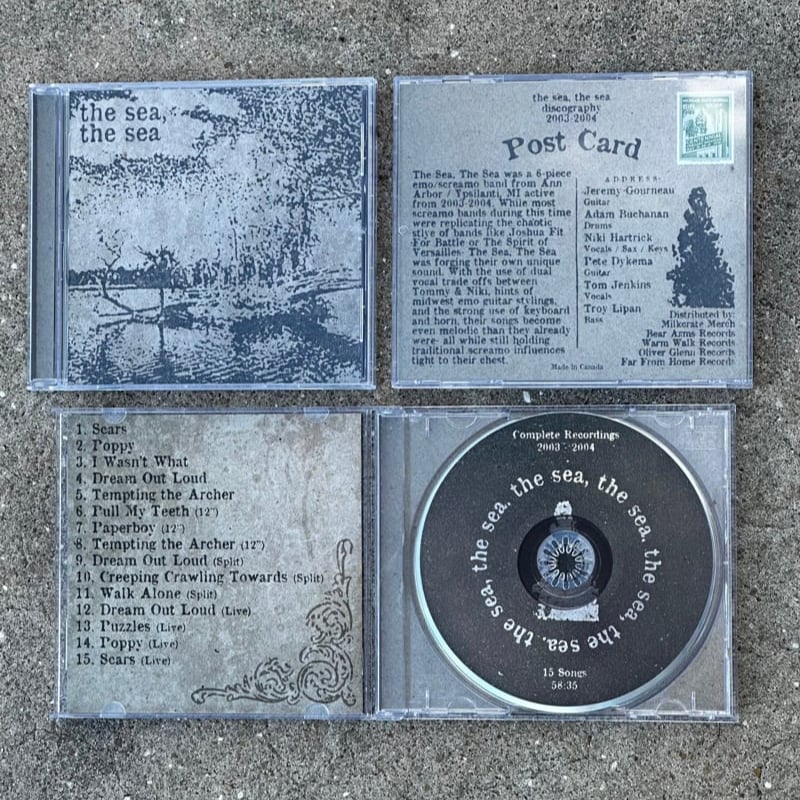 the sea,
the sea
the sea, the sea
discography
2003-2004
Post Card
The Sea, The Sea was a 6-piece
emo/screamo band from Ann
Arbor / Ypsilanti, MI active
from 2003-2004. While most
screamo bands during this time
were replicating the chaotic
stlye of bands like Joshua Fit
For Battle or The Spirit of
Versailles- The Sea, The Sea
was forging their own unique
sound. With the use of dual
vocal trade offs between
Tommy & Niki, hints of
midwest emo guitar stylings,
and the strong use of keyboard
and horn, their songs become
even melodic than they already
were- all while still holding
traditional screamo influences
tight to their chest.
ADDRESS
Jeremy Gourneau
Guitar
Adam Buchanan
Drums
Niki Hartrick
Vocals / Sax / Keys
Pete Dykema
Guitar
Tom Jenkins
Vocals
Troy Lipan
Bass
Distributed by:
Milkcrate Merch
Bear Arms Records
Warm Walk Records
Oliver Glenn Records
Far From Home Records
Made in Canada
CENTENNIAL
1. Scars
2. Poppy
3. I Wasn't What
4. Dream Out Loud
5. Tempting the Archer
6. Pull My Teeth (12")
7. Paperboy (12")
8. Tempting the Archer (12")
9. Dream Out Loud (Split)
10. Creeping Crawling Towards (Split)
11. Walk Alone (Split)
12. Dream Out Loud (Live)
13. Puzzles (Live)
14. Poppy (Live)
15. Scars (Live)
Complete Recordings
2003 - 2004
the sea, the sea, the sea, the sea, the sea, the sea,
15 Songs
58:35